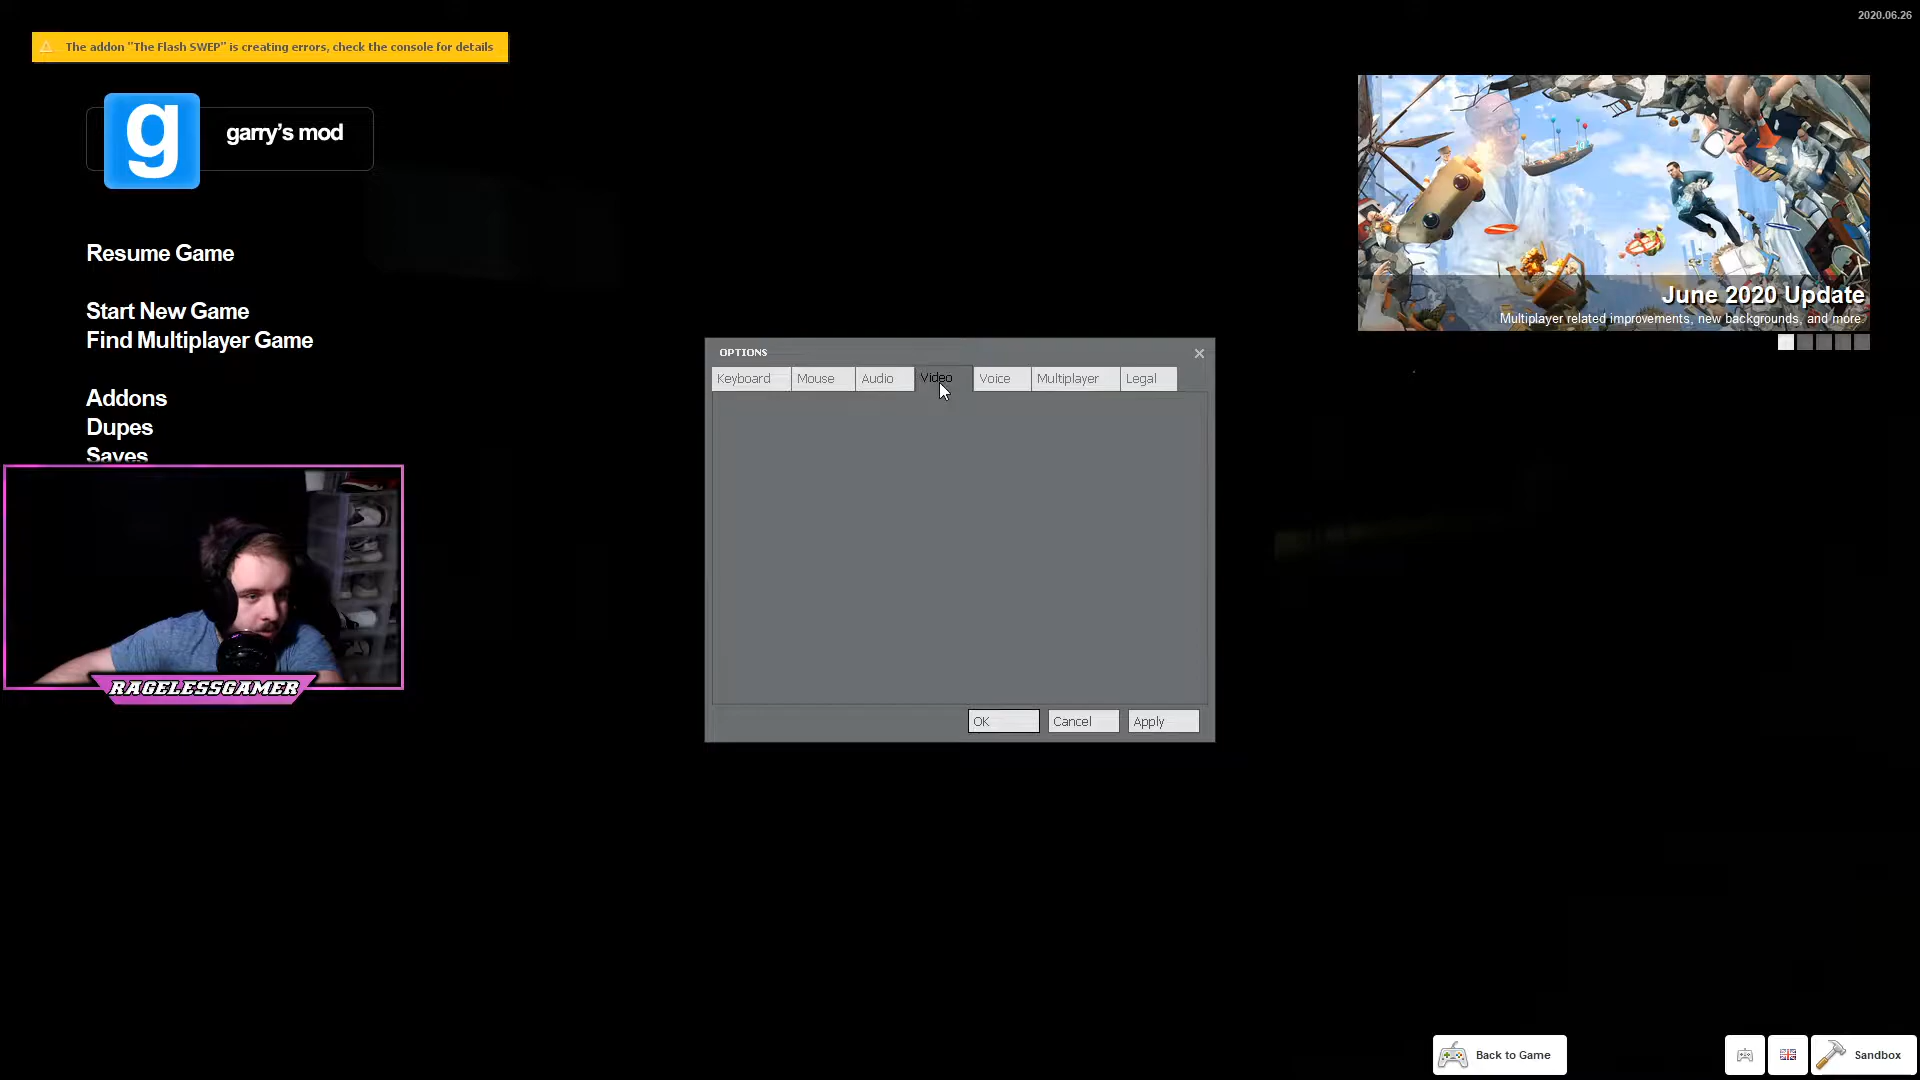 2020.06.26
The addon "The Flash SWEP" is creating errors, check the console for details
g
garry's mod
Resume Game
Start New Game
Find Multiplayer Game
Addons
Dupes
Saves
June 2020 Update
Multiplayer related improvements, new backgrounds, and more.
OPTIONS
Keyboard Mouse Audio Video Voice Multiplayer Legal
OK Cancel Apply
RAGELESSGAMER
Back to Game
Sandbox